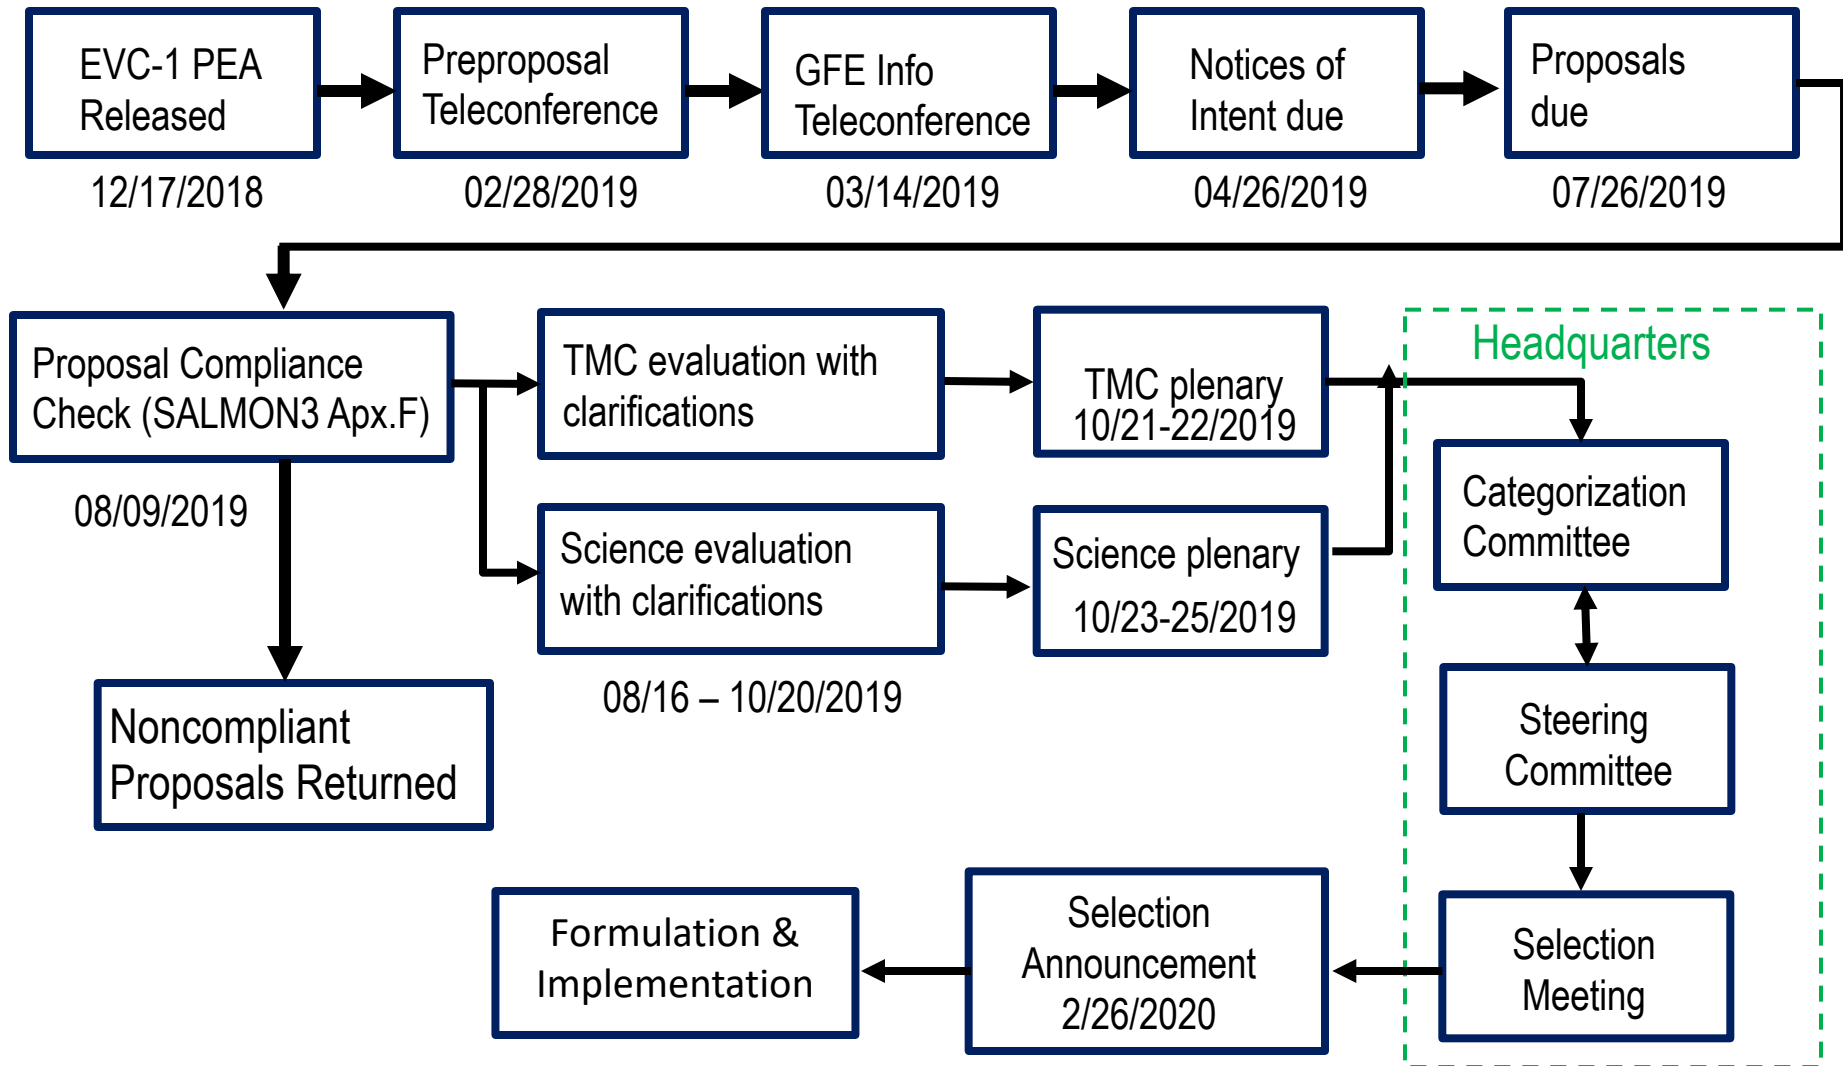 EVC-1 PEA
Released
12/17/2018
Preproposal
Teleconference
02/28/2019
GFE Info
Teleconference
03/14/2019
Notices of
Intent due
04/26/2019
Proposals
due
07/26/2019
Proposal Compliance
Check (SALMON3 Apx.F)
08/09/2019
Noncompliant
Proposals Returned
TMC evaluation with
clarifications
Science evaluation
with clarifications
08/16 – 10/20/2019
TMC plenary
10/21-22/2019
Science plenary
10/23-25/2019
Headquarters
Categorization
Committee
Steering
Committee
Selection
Meeting
Selection
Announcement
2/26/2020
Formulation &
Implementation